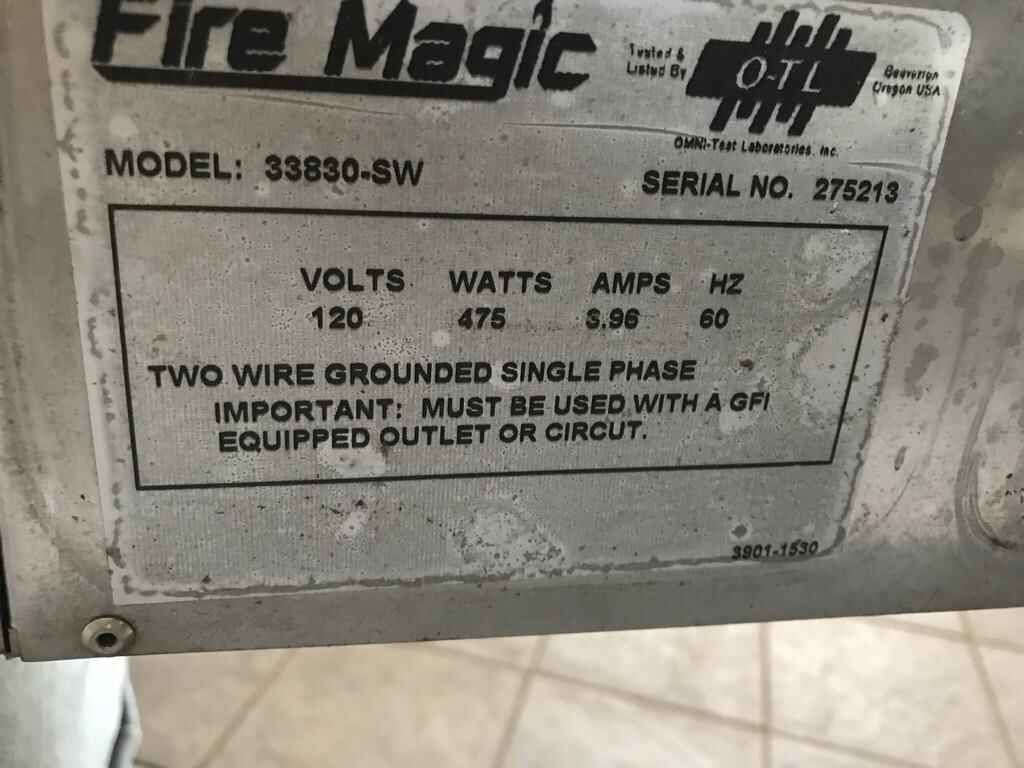 Fire Magic
Tested &
Listed By
O-TL
Beaverton
Oregon USA
OMNI-Test Laboratories, Inc.
MODEL: 33830-SW
SERIAL NO. 275213
VOLTS WATTS AMPS HZ
120 475 3.96 60
TWO WIRE GROUNDED SINGLE PHASE
IMPORTANT: MUST BE USED WITH A GFI
EQUIPPED OUTLET OR CIRCUT.
3901-1530